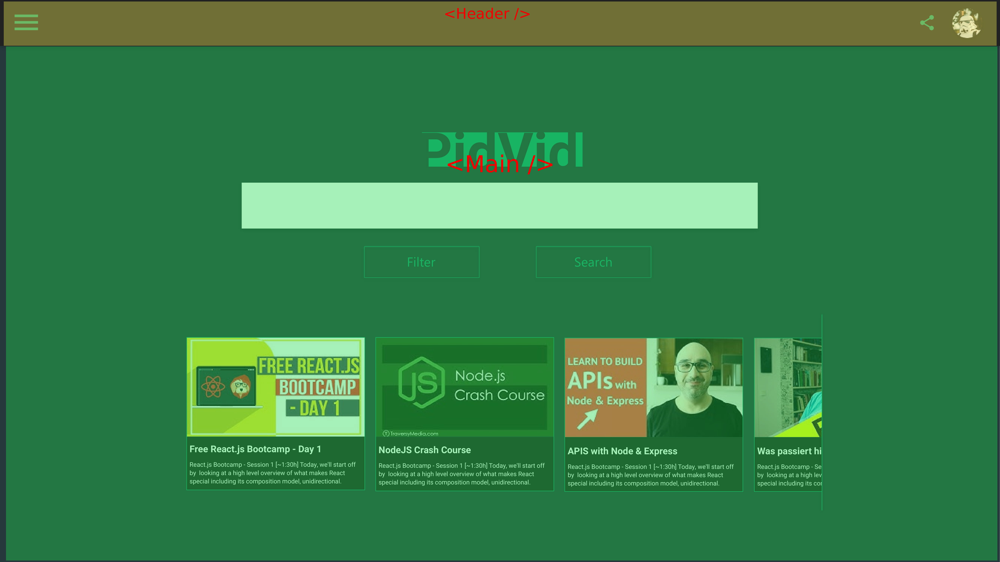 <Header />
PidVid
<Main />
Filter
Search
FREE REACT.JS
BOOTCAMP
- DAY 1
Free React.js Bootcamp - Day 1
React.js Bootcamp - Session 1 [~1:30h] Today, we'll start off
by looking at a high level overview of what makes React
special including its composition model, unidirectional.
JS
Node.js
Crash Course
TraversyMedia.com
NodeJS Crash Course
React.js Bootcamp - Session 1 [~1:30h] Today, we'll start off
by looking at a high level overview of what makes React
special including its composition model, unidirectional.
LEARN TO BUILD
APIs with
Node & Express
APIS with Node & Express
React.js Bootcamp - Session 1 [~1:30h] Today, we'll start off
by looking at a high level overview of what makes React
special including its composition model, unidirectional.
Was passiert hi
React.js Bootcamp - Se
by looking at a high lev
special including its cor